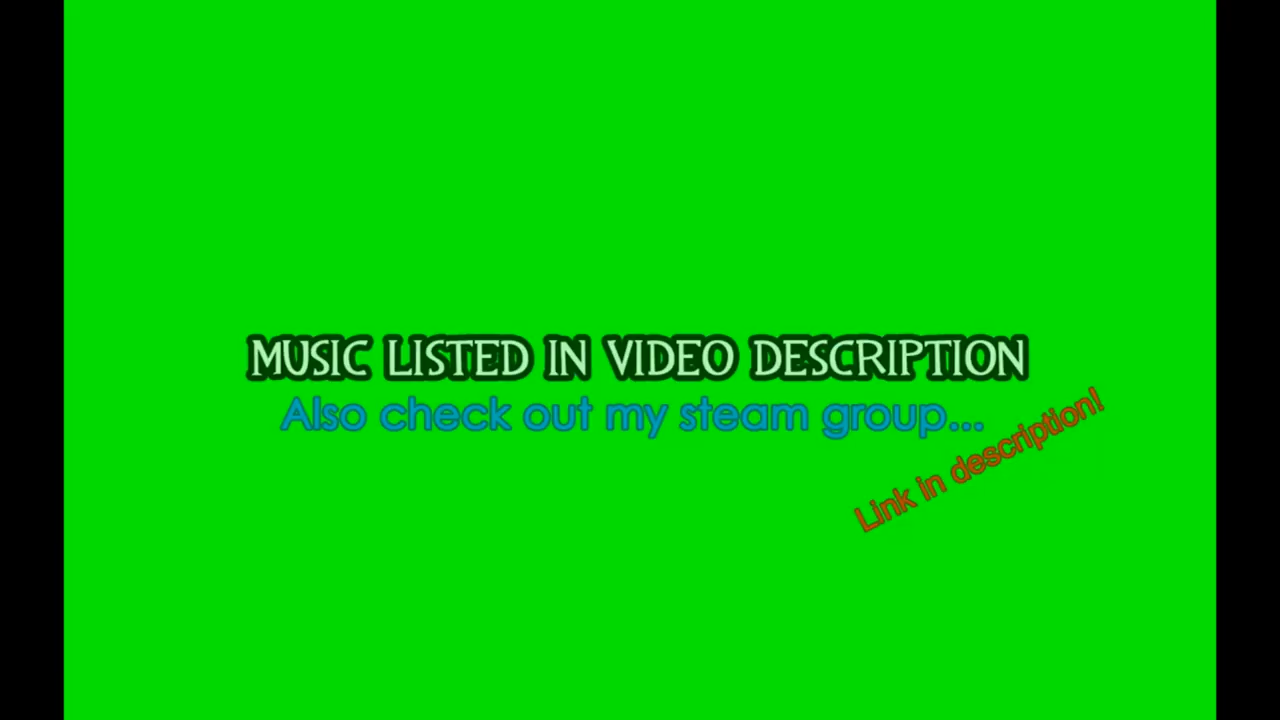 MUSIC LISTED IN VIDEO DESCRIPTION
Also check out my steam group...
Link in description!